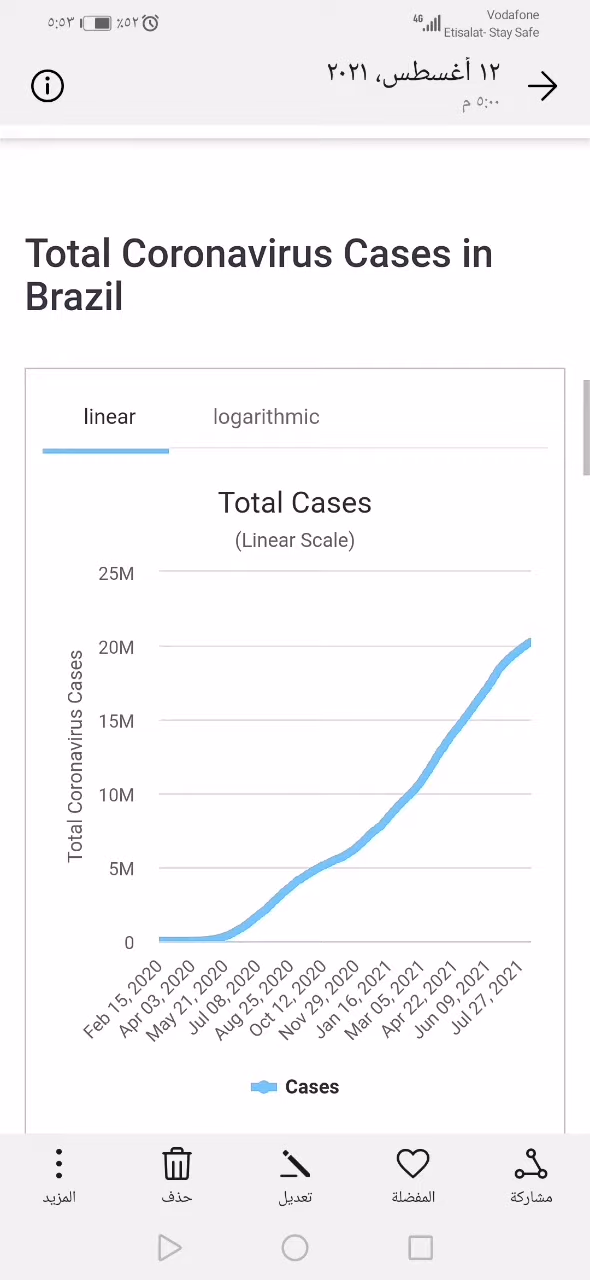 ٥:٥٣ ٪٥٢ 4G Vodafone
Etisalat- Stay Safe
١٢ أغسطس، ٢٠٢١
٥:٠٠ م
Total Coronavirus Cases in
Brazil
linear logarithmic
Total Cases
(Linear Scale)
Total Coronavirus Cases
25M
20M
15M
10M
5M
0
Feb 15, 2020
Apr 03, 2020
May 21, 2020
Jul 08, 2020
Aug 25, 2020
Oct 12, 2020
Nov 29, 2020
Jan 16, 2021
Mar 05, 2021
Apr 22, 2021
Jun 09, 2021
Jul 27, 2021
Cases
مشاركة المفضلة تعديل حذف المزيد